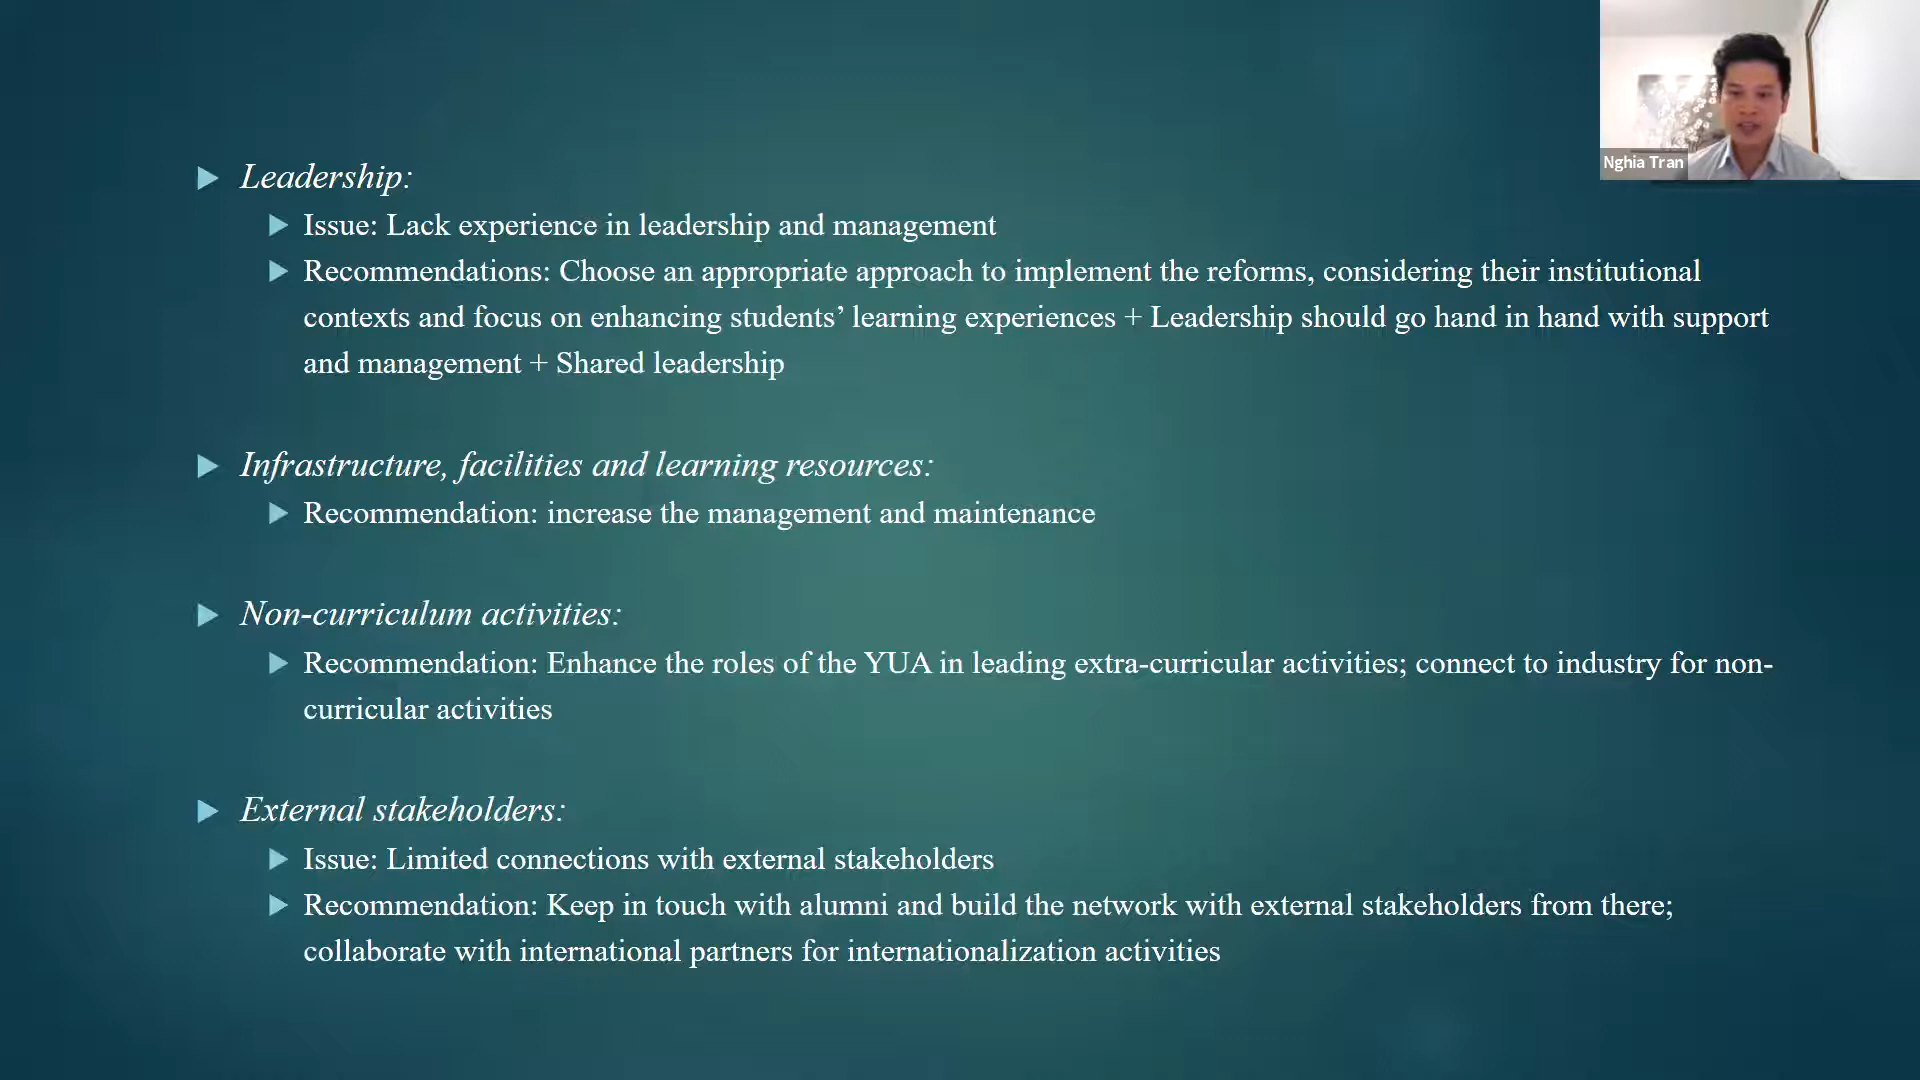 Nghia Tran
Leadership:
Issue: Lack experience in leadership and management
Recommendations: Choose an appropriate approach to implement the reforms, considering their institutional
contexts and focus on enhancing students’ learning experiences + Leadership should go hand in hand with support
and management + Shared leadership
Infrastructure, facilities and learning resources:
Recommendation: increase the management and maintenance
Non-curriculum activities:
Recommendation: Enhance the roles of the YUA in leading extra-curricular activities; connect to industry for non-
curricular activities
External stakeholders:
Issue: Limited connections with external stakeholders
Recommendation: Keep in touch with alumni and build the network with external stakeholders from there;
collaborate with international partners for internationalization activities